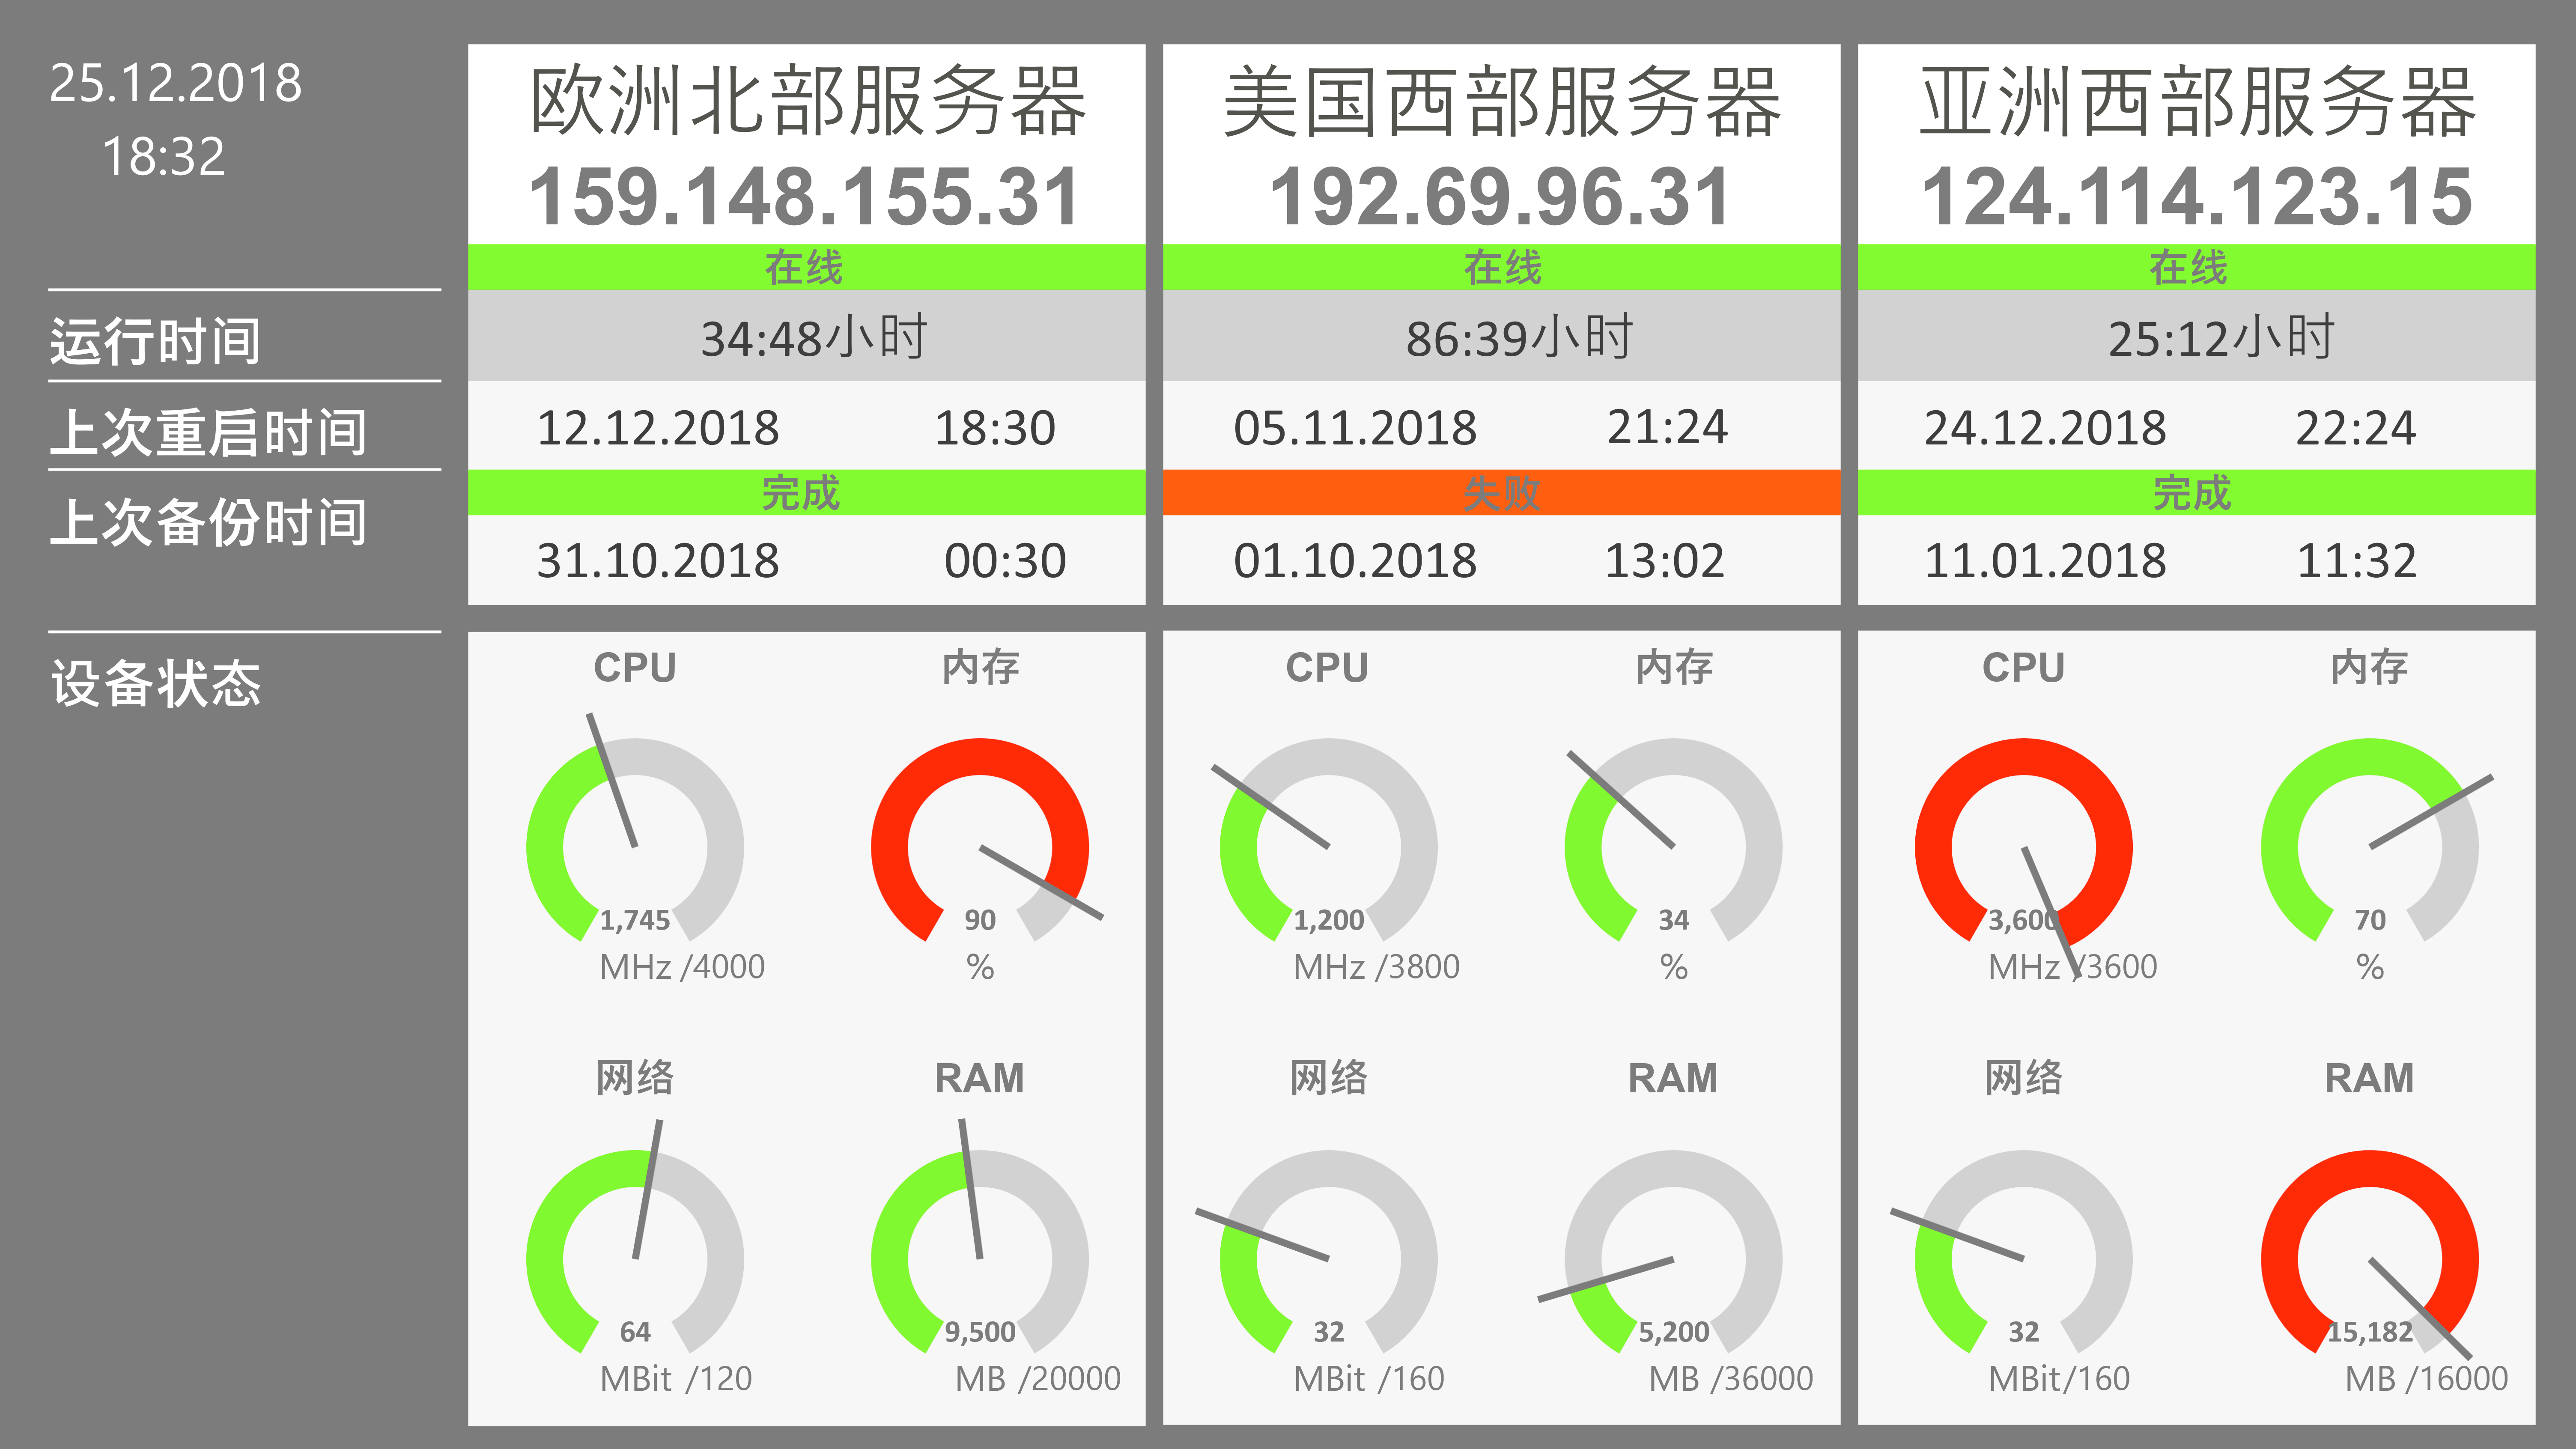 25.12.2018
18:32
运行时间
上次重启时间
上次备份时间
设备状态
欧洲北部服务器
159.148.155.31
在线
34:48小时
12.12.2018 18:30
完成
31.10.2018 00:30
CPU 内存
1,745 90
MHz /4000 %
网络 RAM
64 9,500
MBit /120 MB /20000
美国西部服务器
192.69.96.31
在线
86:39小时
05.11.2018 21:24
失败
01.10.2018 13:02
CPU 内存
1,200 34
MHz /3800 %
网络 RAM
32 5,200
MBit /160 MB /36000
亚洲西部服务器
124.114.123.15
在线
25:12小时
24.12.2018 22:24
完成
11.01.2018 11:32
CPU 内存
3,600 70
MHz /3600 %
网络 RAM
32 15,182
MBit/160 MB /16000